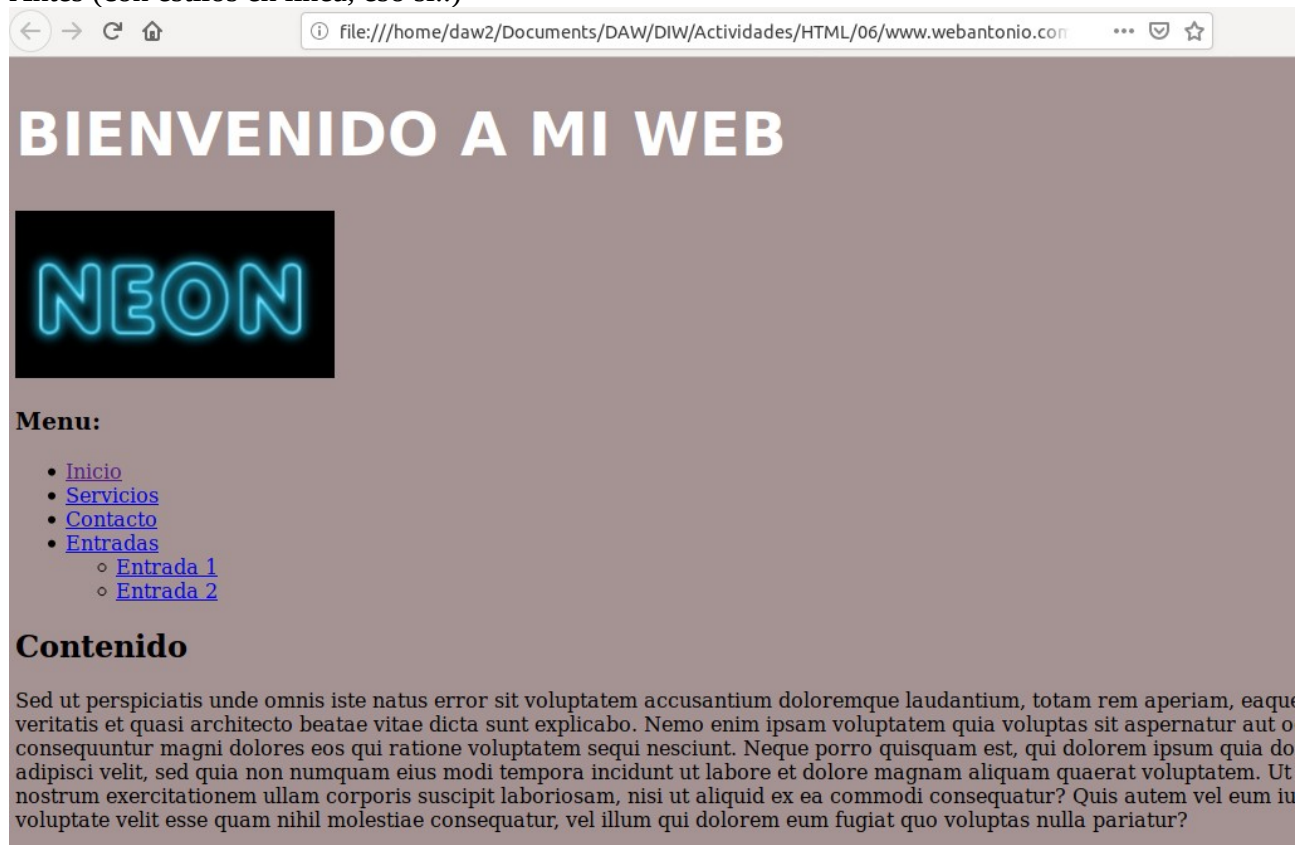 Antes (con estilos en línea, eso sí..)
file:///home/daw2/Documents/DAW/DIW/Actividades/HTML/06/www.webantonio.com
BIENVENIDO A MI WEB
NEON
Menu:
Inicio
Servicios
Contacto
Entradas
Entrada 1
Entrada 2
Contenido
Sed ut perspiciatis unde omnis iste natus error sit voluptatem accusantium doloremque laudantium, totam rem aperiam, eaque
veritatis et quasi architecto beatae vitae dicta sunt explicabo. Nemo enim ipsam voluptatem quia voluptas sit aspernatur aut o
consequuntur magni dolores eos qui ratione voluptatem sequi nesciunt. Neque porro quisquam est, qui dolorem ipsum quia do
adipisci velit, sed quia non numquam eius modi tempora incidunt ut labore et dolore magnam aliquam quaerat voluptatem. Ut
nostrum exercitationem ullam corporis suscipit laboriosam, nisi ut aliquid ex ea commodi consequatur? Quis autem vel eum iu
voluptate velit esse quam nihil molestiae consequatur, vel illum qui dolorem eum fugiat quo voluptas nulla pariatur?